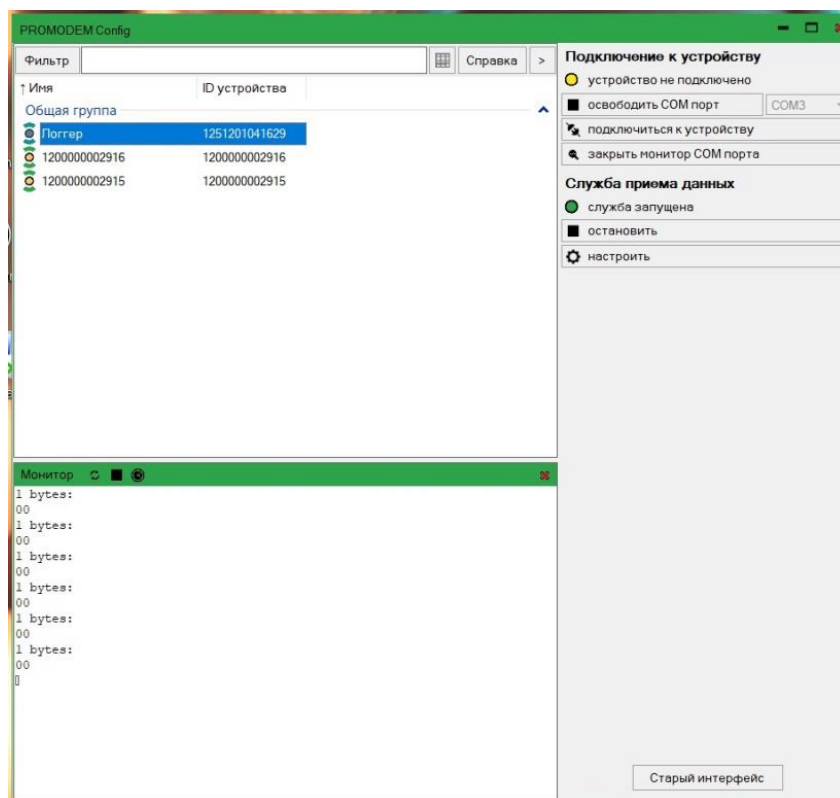 PROMODEM Config
Фильтр
Справка >
↑ Имя ID устройства
Общая группа
Логгер 1251201041629
1200000002916 1200000002916
1200000002915 1200000002915
Подключение к устройству
устройство не подключено
освободить COM порт COM3
подключиться к устройству
закрыть монитор COM порта
Служба приема данных
служба запущена
остановить
настроить
Монитор
1 bytes:
00
1 bytes:
00
1 bytes:
00
1 bytes:
00
1 bytes:
00
1 bytes:
00
Старый интерфейс